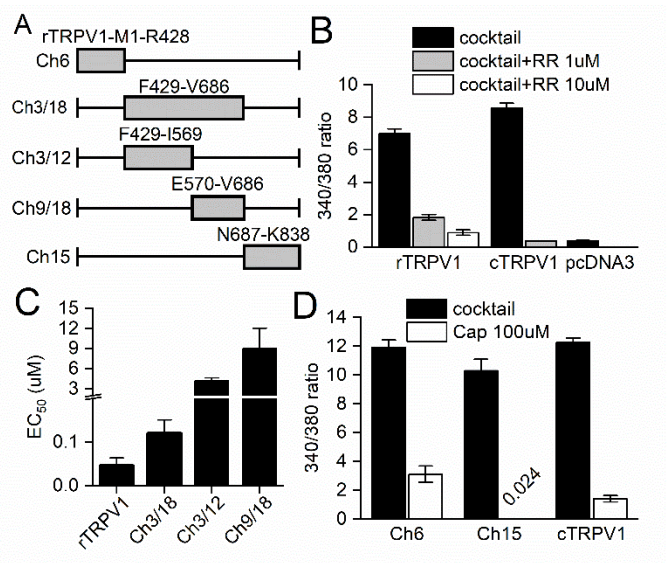 A
rTRPV1-M1-R428
Ch6
F429-V686
Ch3/18
F429-I569
Ch3/12
E570-V686
Ch9/18
N687-K838
Ch15
B
cocktail
cocktail+RR 1uM
cocktail+RR 10uM
340/380 ratio
10
8
6
4
2
0
rTRPV1 cTRPV1 pcDNA3
C
EC50 (uM)
15
12
9
6
3
0.1
0.0
rTRPV1 Ch3/18 Ch3/12 Ch9/18
D
cocktail
Cap 100uM
340/380 ratio
14
12
10
8
6
4
2
0
0.024
Ch6 Ch15 cTRPV1